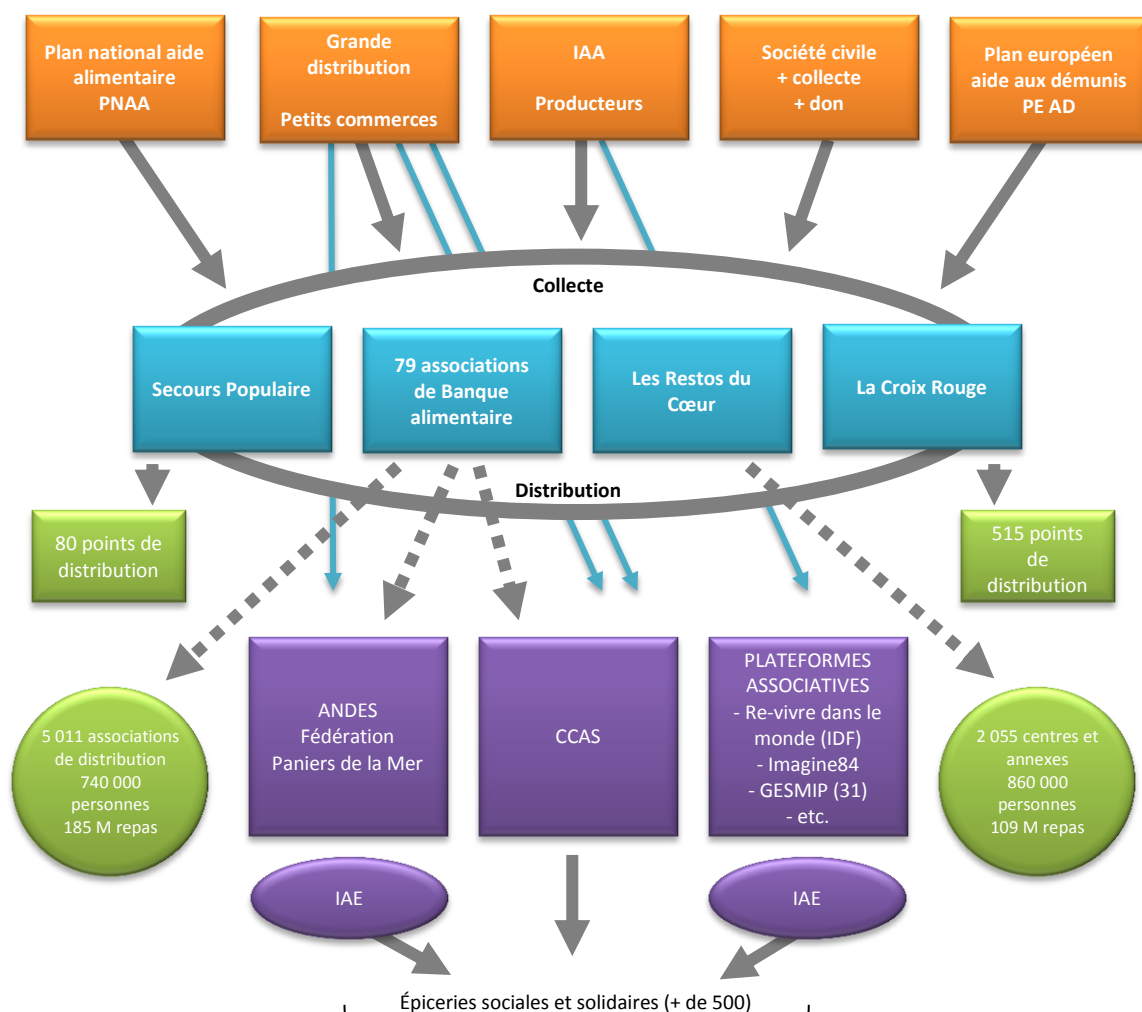 Plan national aide
alimentaire
PNAA
Grande
distribution
Petits commerces
IAA
Producteurs
Société civile
+ collecte
+ don
Plan européen
aide aux démunis
PE AD
Collecte
Secours Populaire
79 associations
de Banque
alimentaire
Les Restos du
Cœur
La Croix Rouge
Distribution
80 points de
distribution
515 points
de
distribution
5 011 associations
de distribution
740 000
personnes
185 M repas
ANDES
Fédération
Paniers de la Mer
CCAS
PLATEFORMES
ASSOCIATIVES
- Re-vivre dans le
monde (IDF)
- Imagine84
- GESMIP (31)
- etc.
2 055 centres et
annexes
860 000
personnes
109 M repas
IAE
IAE
Épiceries sociales et solidaires (+ de 500)